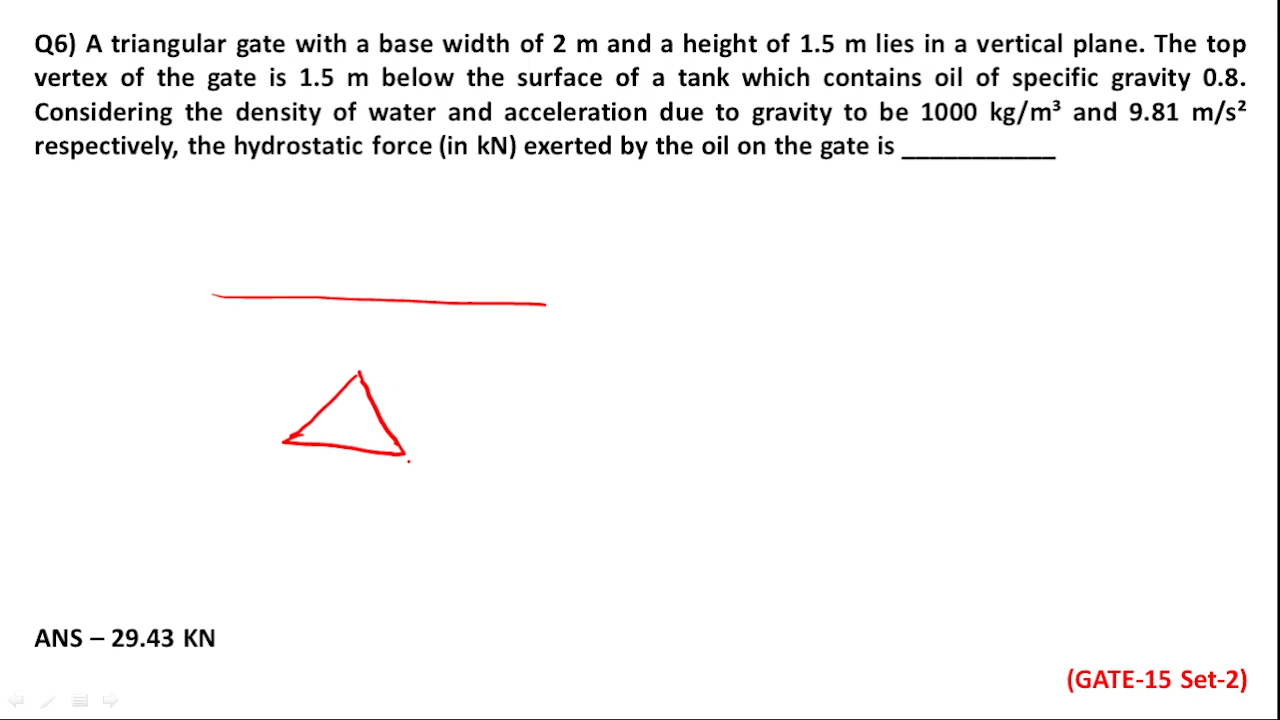 Q6) A triangular gate with a base width of 2 m and a height of 1.5 m lies in a vertical plane. The top
vertex of the gate is 1.5 m below the surface of a tank which contains oil of specific gravity 0.8.
Considering the density of water and acceleration due to gravity to be 1000 kg/m³ and 9.81 m/s²
respectively, the hydrostatic force (in kN) exerted by the oil on the gate is ___________
ANS – 29.43 KN
(GATE-15 Set-2)